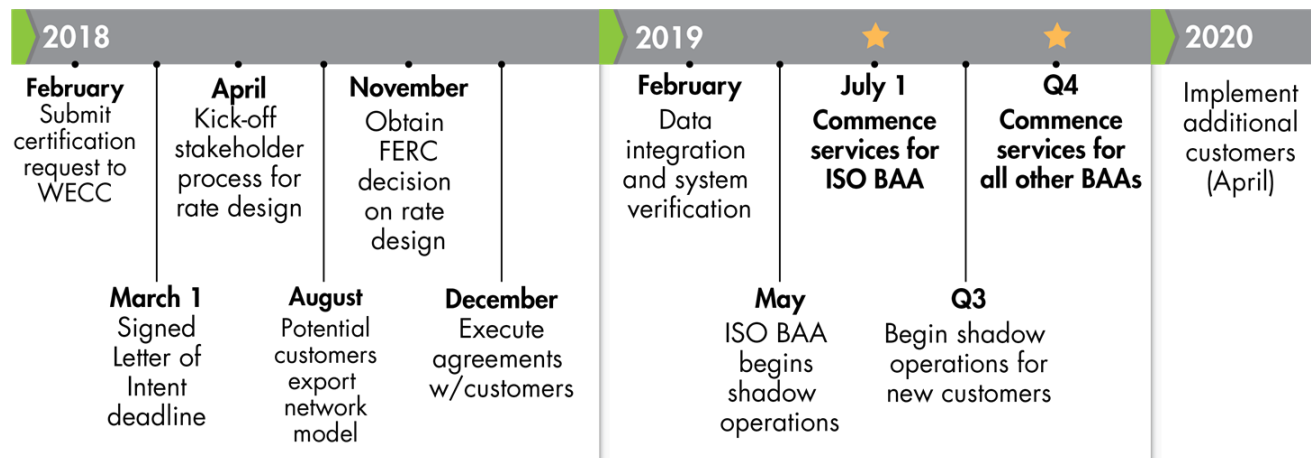 2018
February
Submit
certification
request to
WECC
March 1
Signed
Letter of
Intent
deadline
April
Kick-off
stakeholder
process for
rate design
August
Potential
customers
export
network
model
November
Obtain
FERC
decision
on rate
design
December
Execute
agreements
w/customers
2019
February
Data
integration
and system
verification
May
ISO BAA
begins
shadow
operations
July 1
Commence
services for
ISO BAA
Q3
Begin shadow
operations for
new customers
Q4
Commence
services for
all other BAAs
2020
Implement
additional
customers
(April)